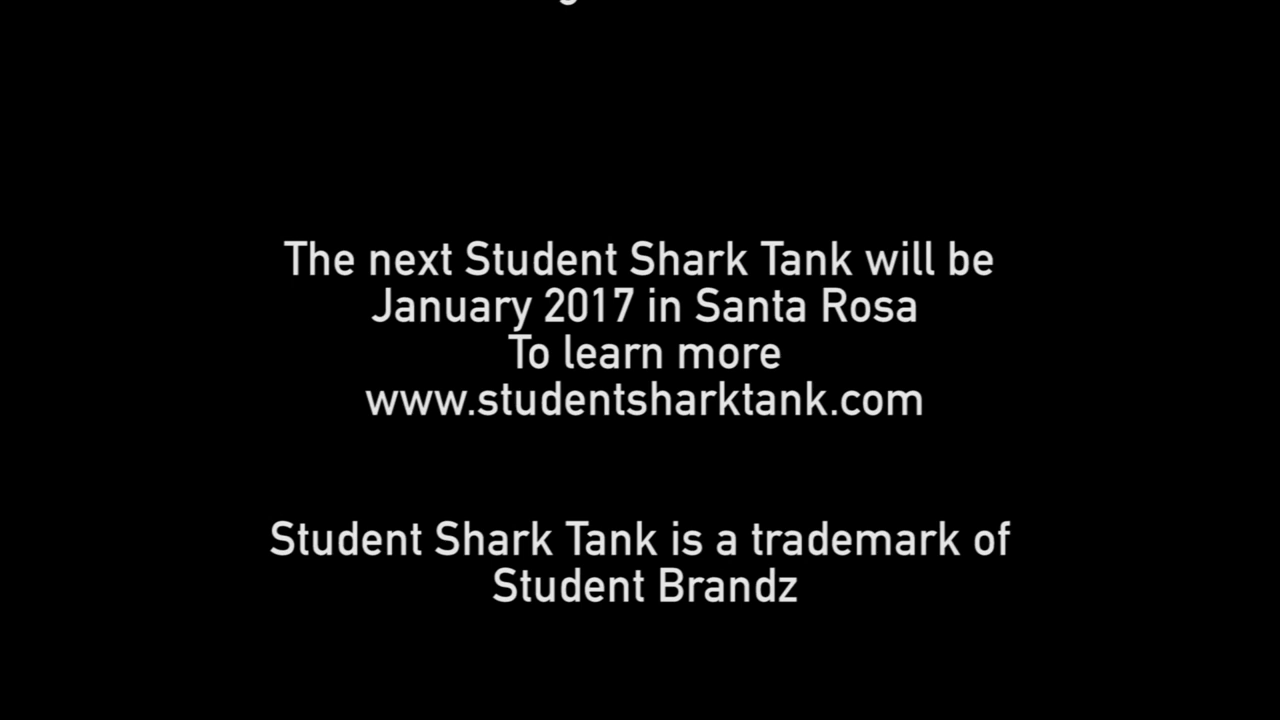 The next Student Shark Tank will be
January 2017 in Santa Rosa
To learn more
www.studentsharktank.com
Student Shark Tank is a trademark of
Student Brandz